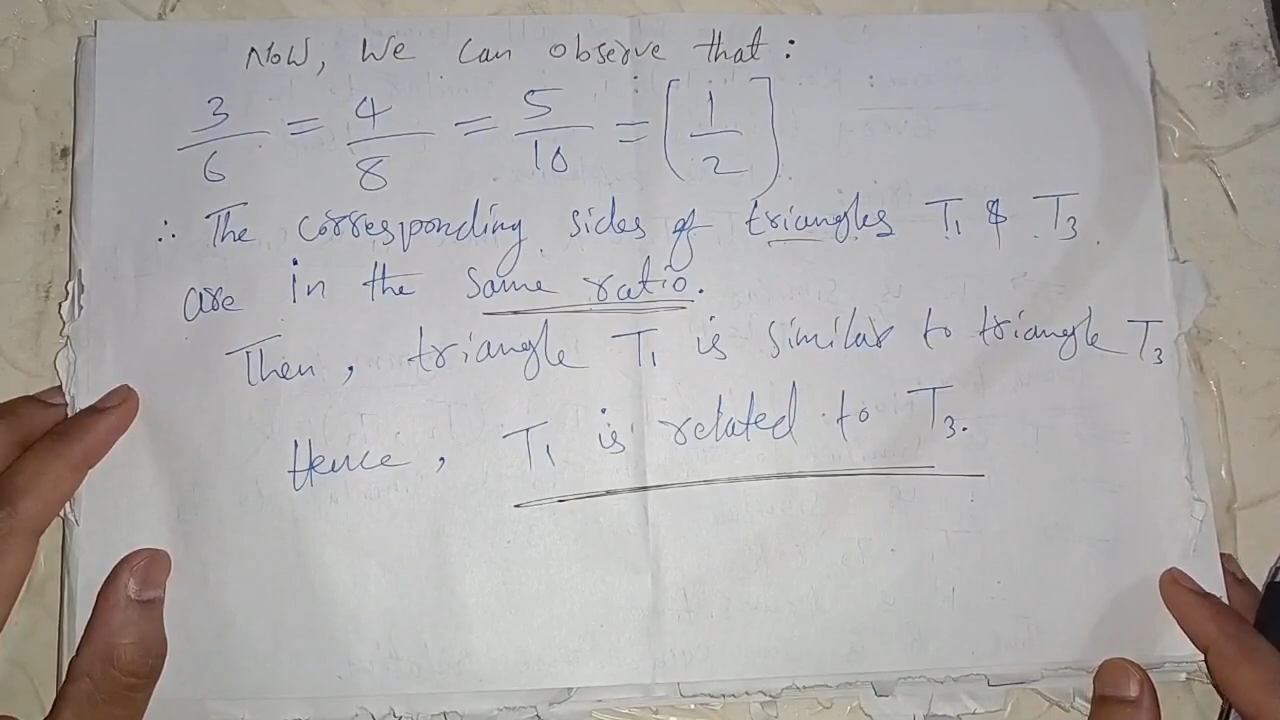 Now, We can observe that :
3/6 = 4/8 = 5/10 = [1/2]
∴ The corresponding sides of triangles T1 & T3
are in the same ratio.
Then, triangle T1 is similar to triangle T3
Hence, T1 is related to T3.